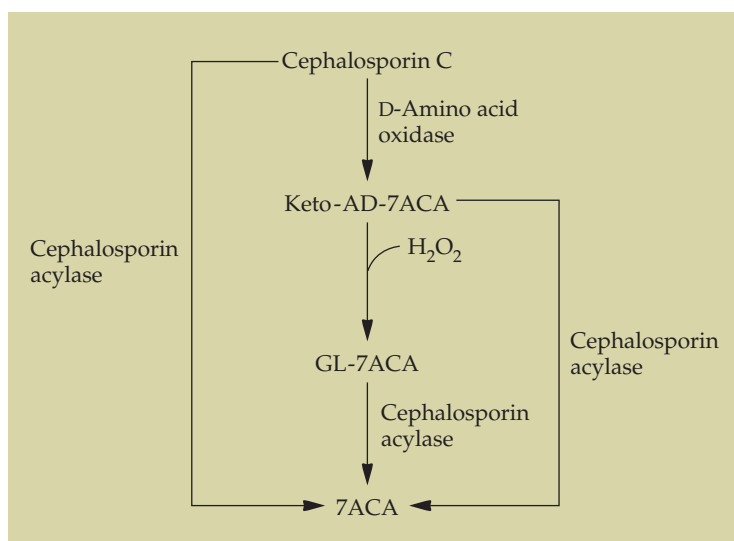 Cephalosporin C
D-Amino acid
oxidase
Keto-AD-7ACA
H₂O₂
Cephalosporin
acylase
GL-7ACA
Cephalosporin
acylase
Cephalosporin
acylase
7ACA